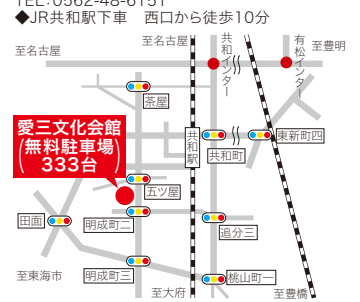 TEL:0562-48-6151
◆JR共和駅下車　西口から徒歩10分
至名古屋
至名古屋
共和インター
有松インター
至豊明
茶屋
愛三文化会館
(無料駐車場)
333台
共和駅
共和町
東新町四
五ツ屋
田面
明成町二
追分三
至東海市
明成町三
桃山町一
至大府
至豊橋